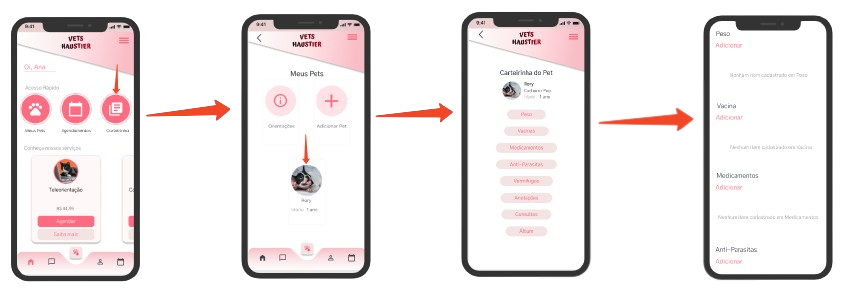 9:41
VETS
HAUSTIER
Oi, Ana
Acesso Rápido
Meus Pets
Agendamentos
Carteirinha
Conheça nossos serviços
Teleorientação
R$ 84,99
Agendar
Saiba mais
9:41
VETS
HAUSTIER
Meus Pets
Orientações
Adicionar Pet
Rory
Idade: 1 ano
9:41
VETS
HAUSTIER
Carteirinha do Pet
Rory
Cachorro Pug
Idade: 1 ano
Peso
Vacinas
Medicamentos
Anti-Parasitas
Vermífugos
Anotações
Consultas
Álbum
Peso
Adicionar
Nenhum item cadastrado em Peso
Vacina
Adicionar
Nenhum item cadastrado em Vacina
Medicamentos
Adicionar
Nenhum item cadastrado em Medicamentos
Anti-Parasitas
Adicionar